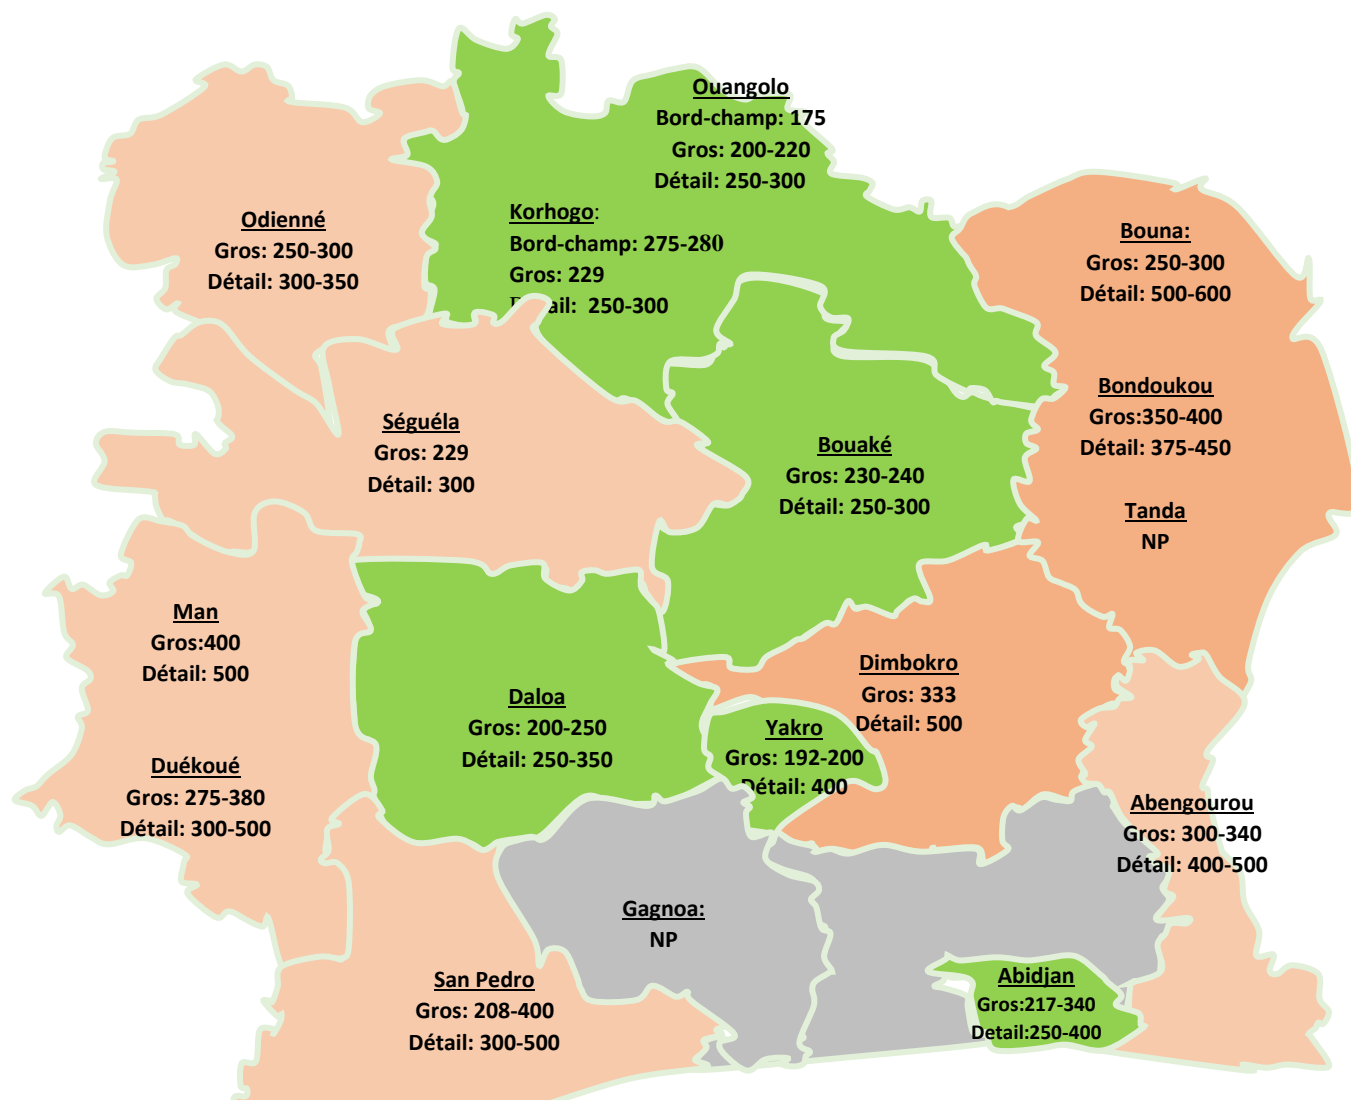 Ouangolo
Bord-champ: 175
Gros: 200-220
Détail: 250-300
Korhogo:
Bord-champ: 275-280
Gros: 229
Détail: 250-300
Odienné
Gros: 250-300
Détail: 300-350
Bouna:
Gros: 250-300
Détail: 500-600
Bondoukou
Gros:350-400
Détail: 375-450
Tanda
NP
Séguéla
Gros: 229
Détail: 300
Bouaké
Gros: 230-240
Détail: 250-300
Man
Gros:400
Détail: 500
Duékoué
Gros: 275-380
Détail: 300-500
Daloa
Gros: 200-250
Détail: 250-350
Dimbokro
Gros: 333
Détail: 500
Yakro
Gros: 192-200
Détail: 400
Abengourou
Gros: 300-340
Détail: 400-500
Gagnoa:
NP
San Pedro
Gros: 208-400
Détail: 300-500
Abidjan
Gros:217-340
Detail:250-400